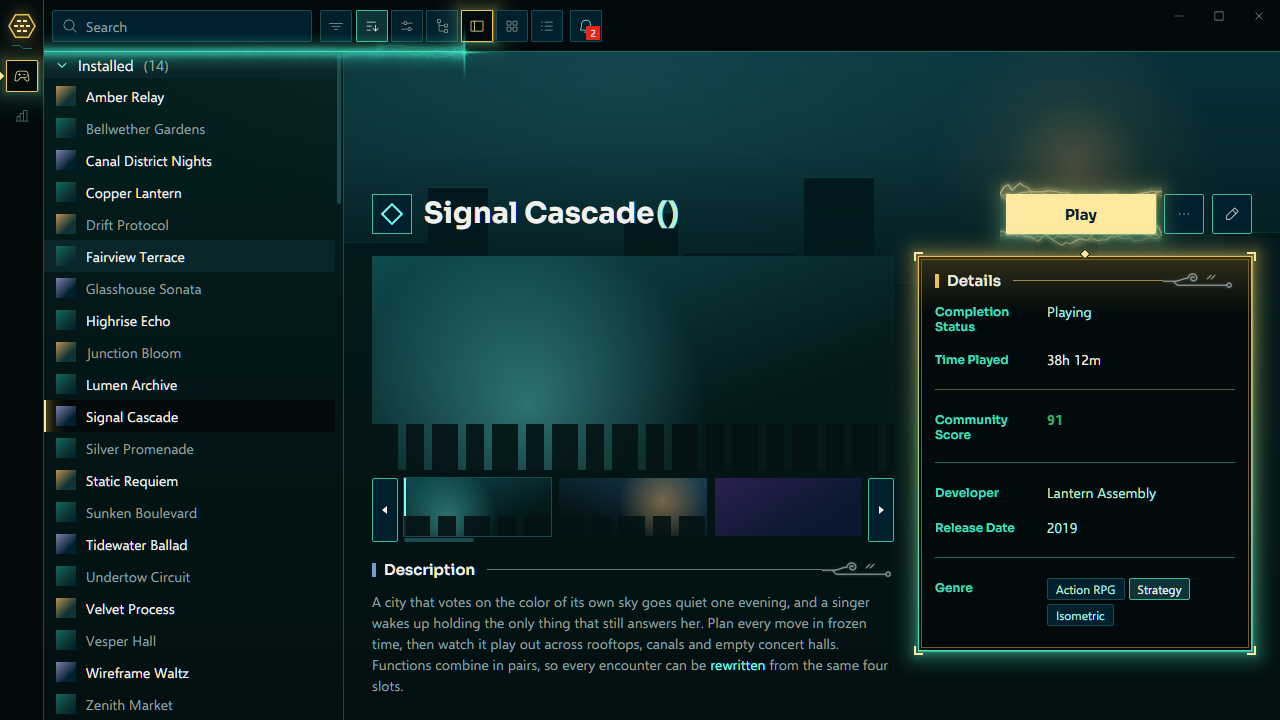 Search
2
Installed (14)
Amber Relay
Bellwether Gardens
Canal District Nights
Copper Lantern
Drift Protocol
Fairview Terrace
Glasshouse Sonata
Highrise Echo
Junction Bloom
Lumen Archive
Signal Cascade
Silver Promenade
Static Requiem
Sunken Boulevard
Tidewater Ballad
Undertow Circuit
Velvet Process
Vesper Hall
Wireframe Waltz
Zenith Market
Signal Cascade()
Play
Details
Completion Status
Playing
Time Played
38h 12m
Community Score
91
Developer
Lantern Assembly
Release Date
2019
Genre
Action RPG
Strategy
Isometric
Description
A city that votes on the color of its own sky goes quiet one evening, and a singer
wakes up holding the only thing that still answers her. Plan every move in frozen
time, then watch it play out across rooftops, canals and empty concert halls.
Functions combine in pairs, so every encounter can be rewritten from the same four
slots.